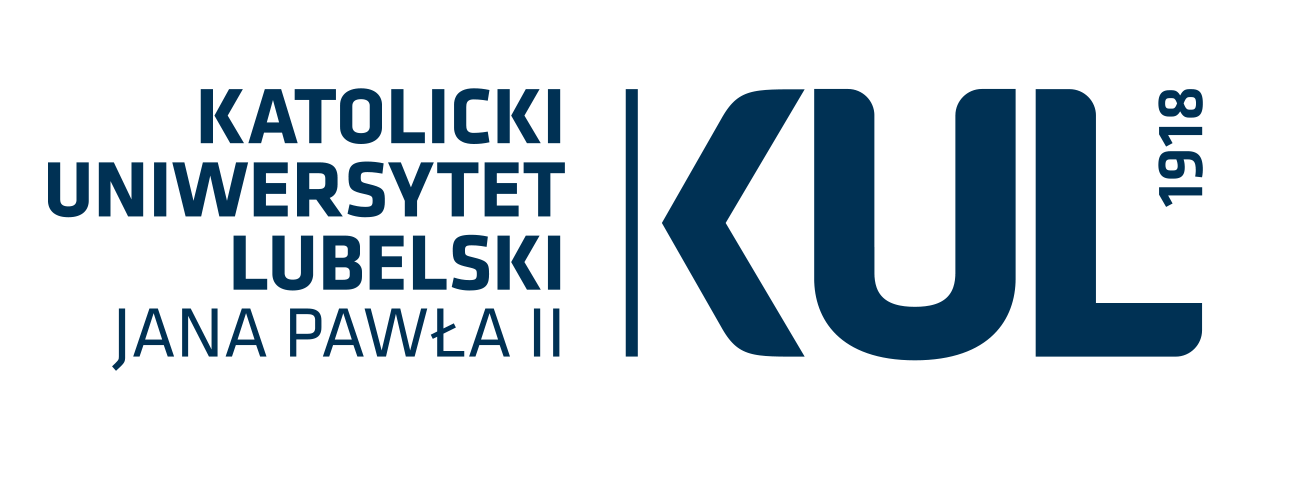 KATOLICKI
UNIWERSYTET
LUBELSKI
JANA PAWŁA II
KUL
1918